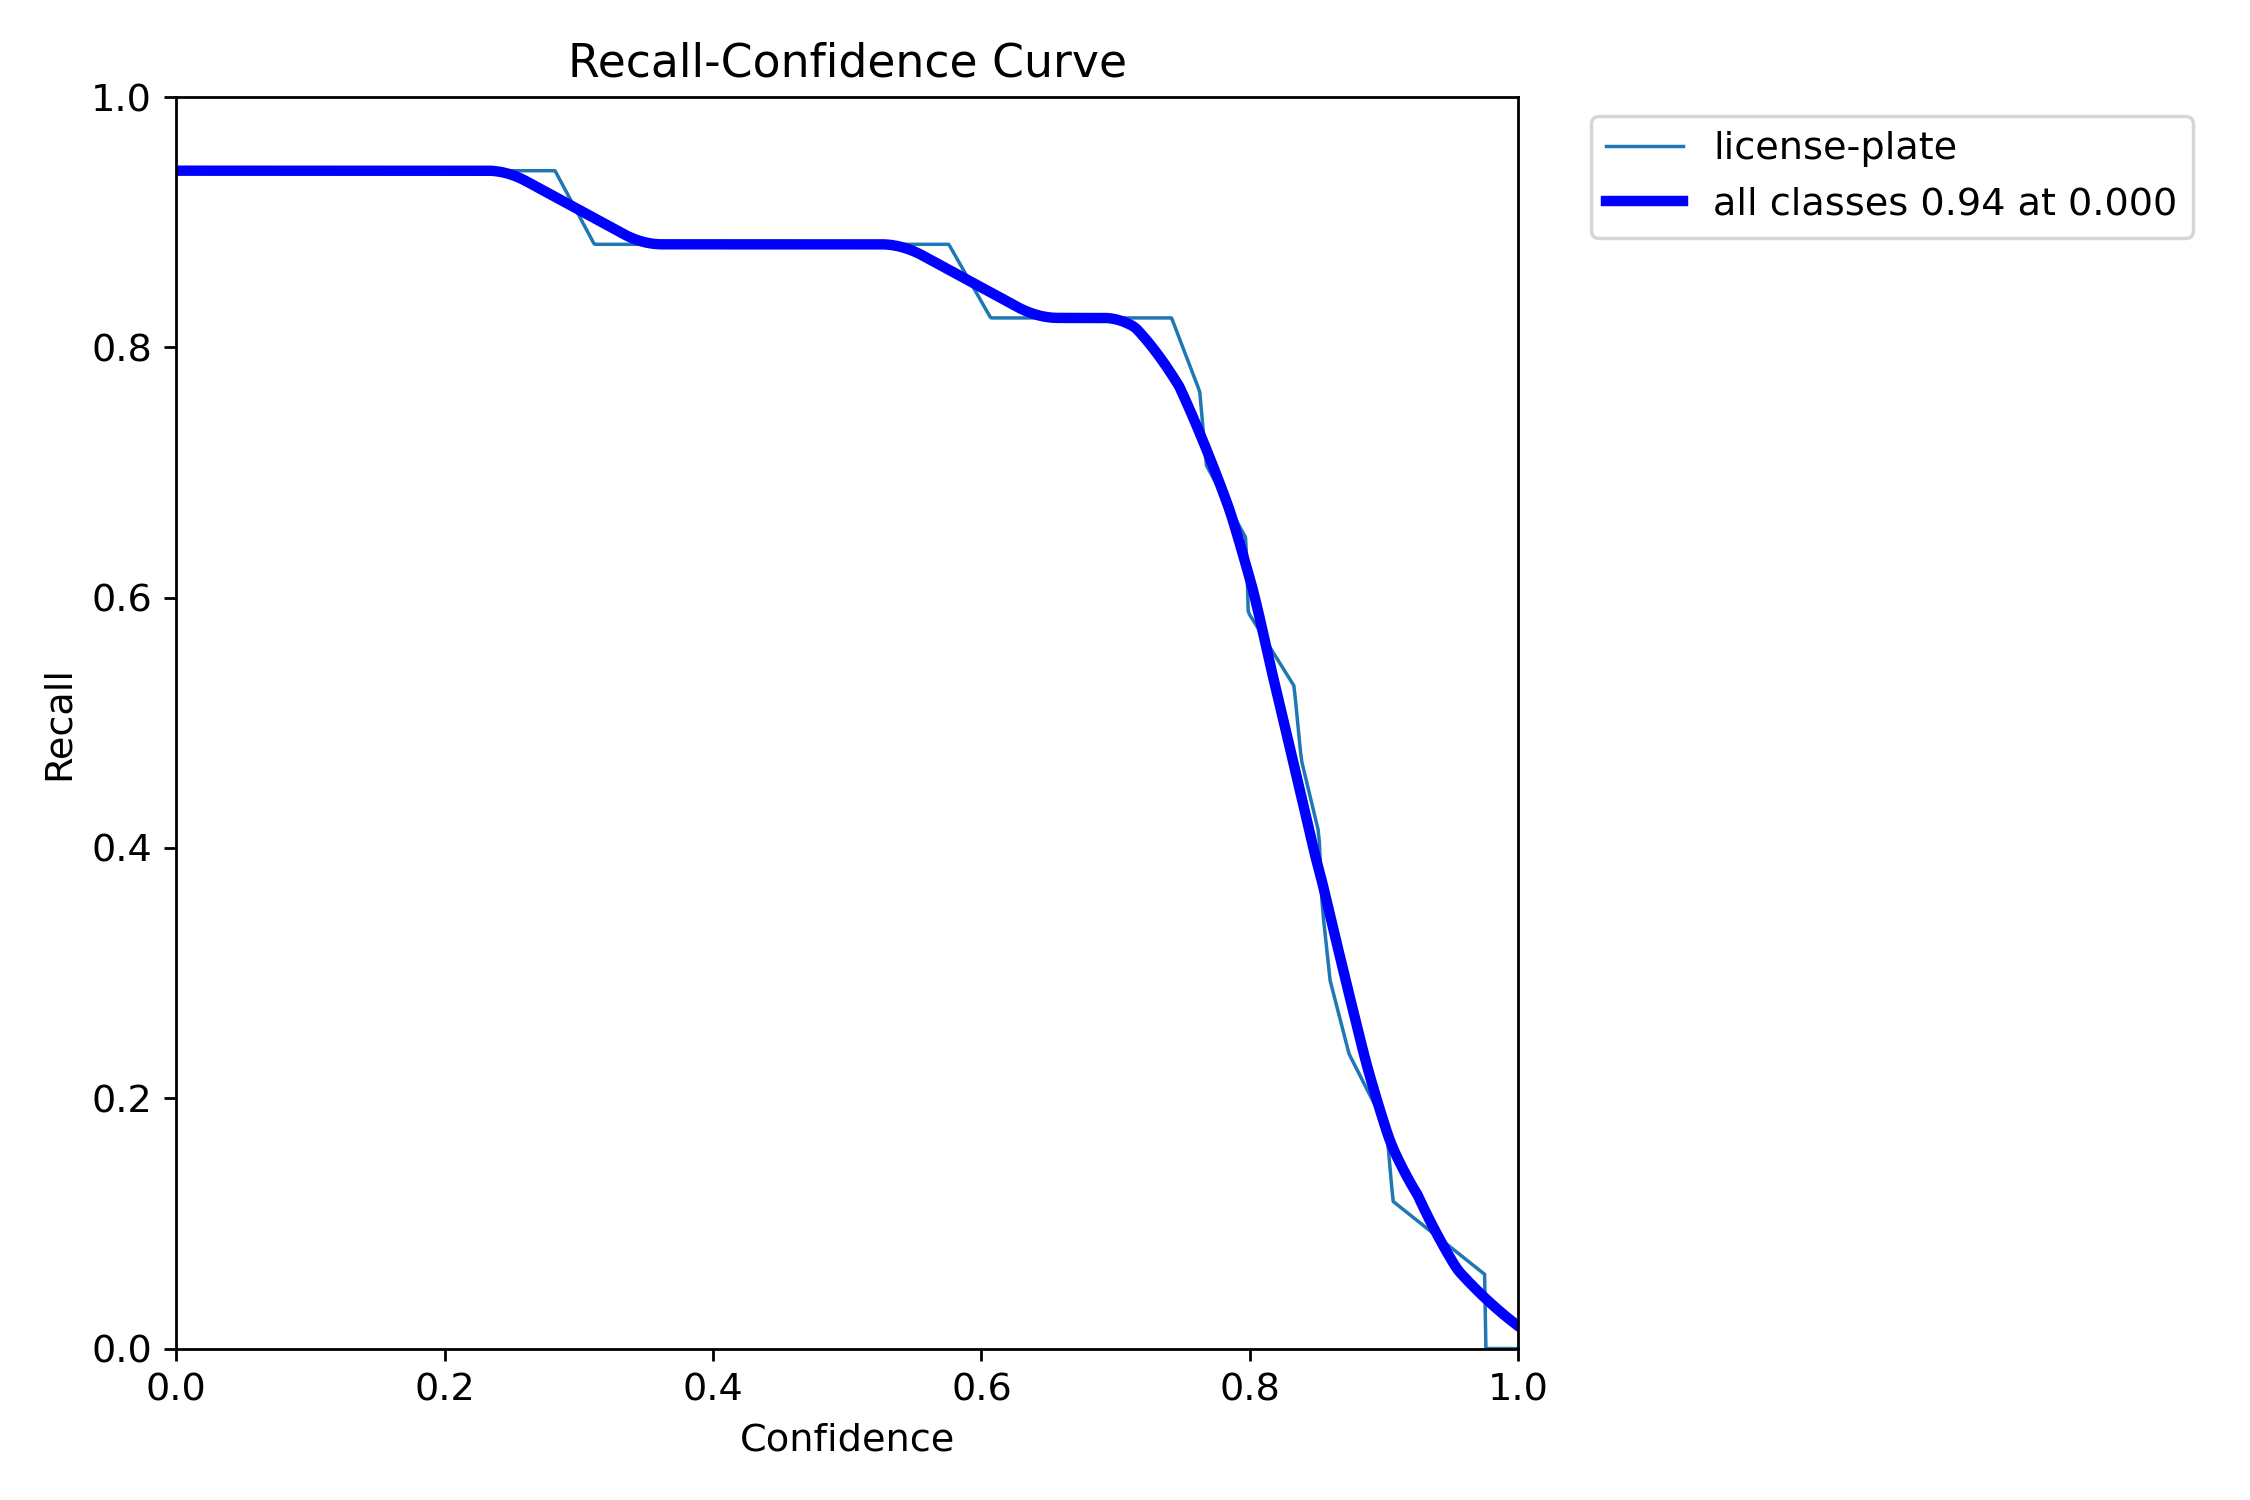 Recall-Confidence Curve
license-plate
all classes 0.94 at 0.000
1.0
0.8
0.6
0.4
0.2
0.0
Recall
0.0 0.2 0.4 0.6 0.8 1.0
Confidence